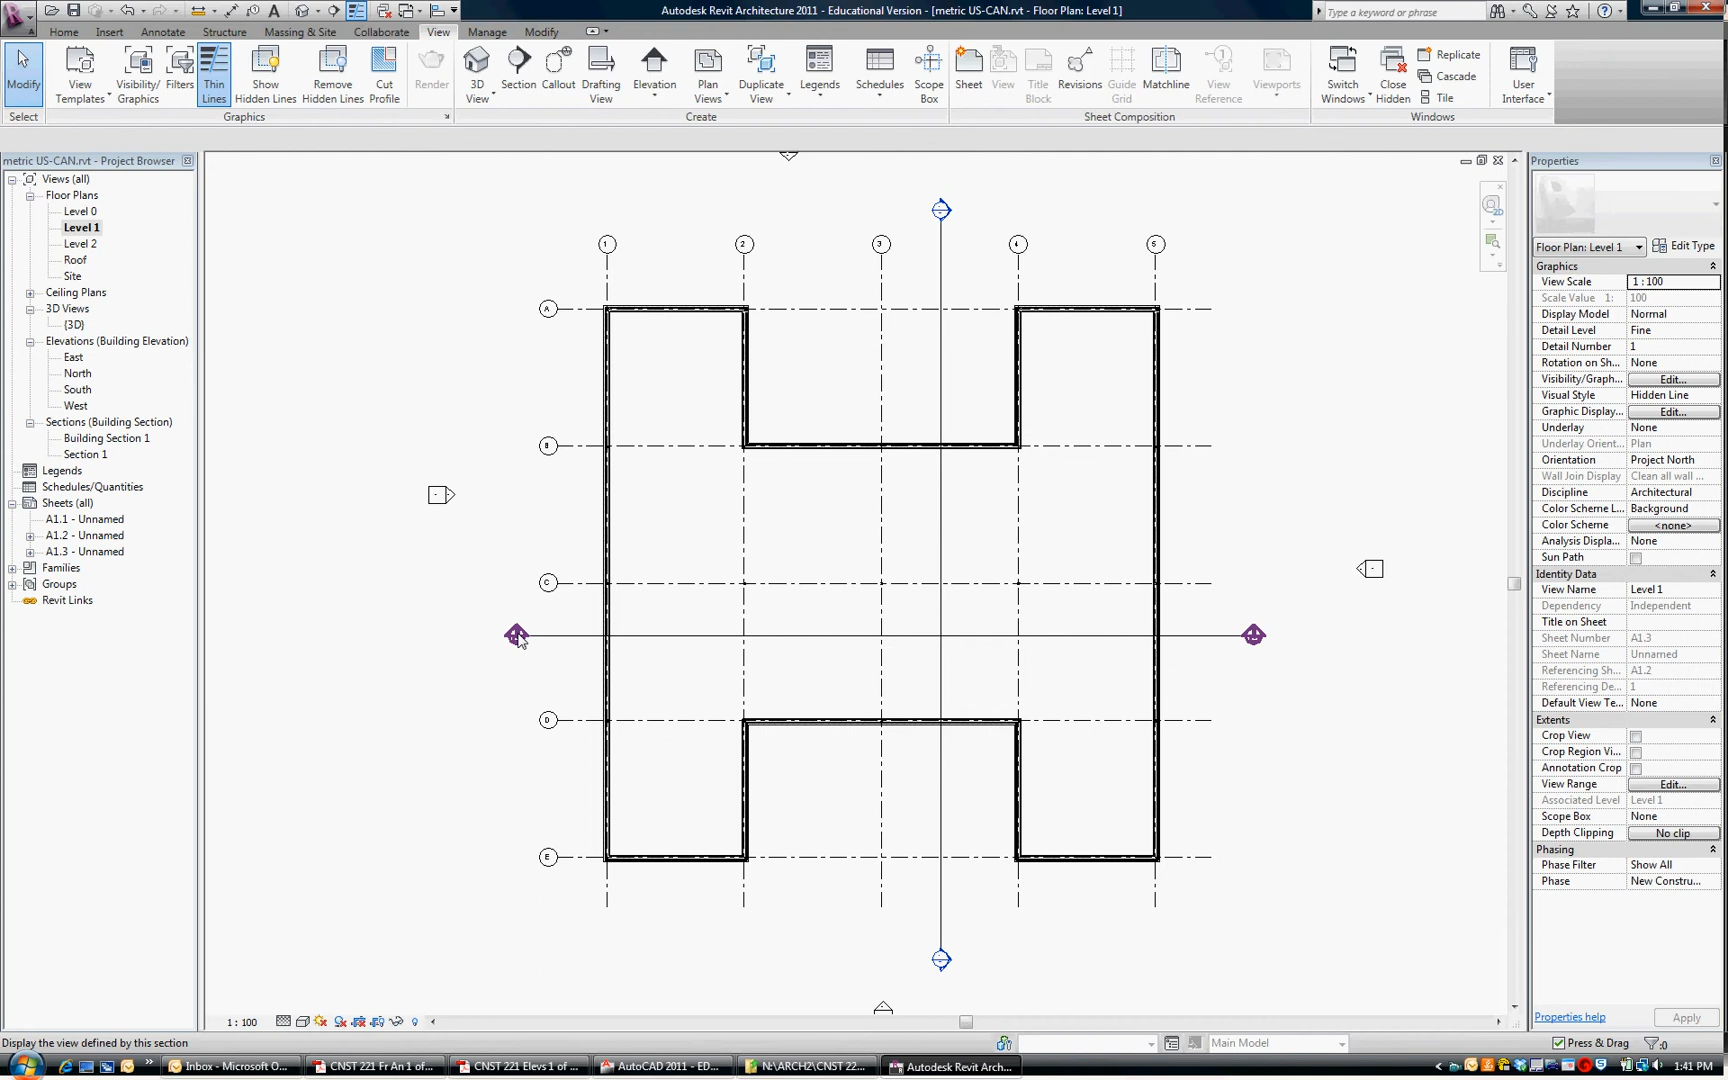 Autodesk Revit Architecture 2011 - Educational Version - [metric US-CAN.rvt - Floor Plan: Level 1]
Type a keyword or phrase
Home Insert Annotate Structure Massing & Site Collaborate View Manage Modify
Modify
View Templates
Visibility/ Graphics
Filters
Thin Lines
Show Hidden Lines
Remove Hidden Lines
Cut Profile
Render
3D View
Section
Callout
Drafting View
Elevation
Plan Views
Duplicate View
Legends
Schedules
Scope Box
Sheet
View
Title Block
Revisions
Guide Grid
Matchline
View Reference
Viewports
Switch Windows
Close Hidden
Replicate
Cascade
Tile
User Interface
Select Graphics Create Sheet Composition Windows
metric US-CAN.rvt - Project Browser
Views (all)
Floor Plans
Level 0
Level 1
Level 2
Roof
Site
Ceiling Plans
3D Views
{3D}
Elevations (Building Elevation)
East
North
South
West
Sections (Building Section)
Building Section 1
Section 1
Legends
Schedules/Quantities
Sheets (all)
A1.1 - Unnamed
A1.2 - Unnamed
A1.3 - Unnamed
Families
Groups
Revit Links
1 2 3 4 5
A
B
C
D
E
2D
Properties
Floor Plan: Level 1 Edit Type
Graphics
View Scale 1 : 100
Scale Value 1: 100
Display Model Normal
Detail Level Fine
Detail Number 1
Rotation on Sh... None
Visibility/Graph... Edit...
Visual Style Hidden Line
Graphic Display... Edit...
Underlay None
Underlay Orient... Plan
Orientation Project North
Wall Join Display Clean all wall ...
Discipline Architectural
Color Scheme L... Background
Color Scheme <none>
Analysis Displa... None
Sun Path
Identity Data
View Name Level 1
Dependency Independent
Title on Sheet
Sheet Number A1.3
Sheet Name Unnamed
Referencing Sh... A1.2
Referencing De... 1
Default View Te... None
Extents
Crop View
Crop Region Vi...
Annotation Crop
View Range Edit...
Associated Level Level 1
Scope Box None
Depth Clipping No clip
Phasing
Phase Filter Show All
Phase New Constru...
Properties help Apply
1 : 100
Display the view defined by this section
Main Model
Press & Drag :0
Inbox - Microsoft O...
CNST 221 Fr An 1 of...
CNST 221 Elevs 1 of ...
AutoCAD 2011 - ED...
N:\ARCH2\CNST 22...
Autodesk Revit Arch...
1:41 PM